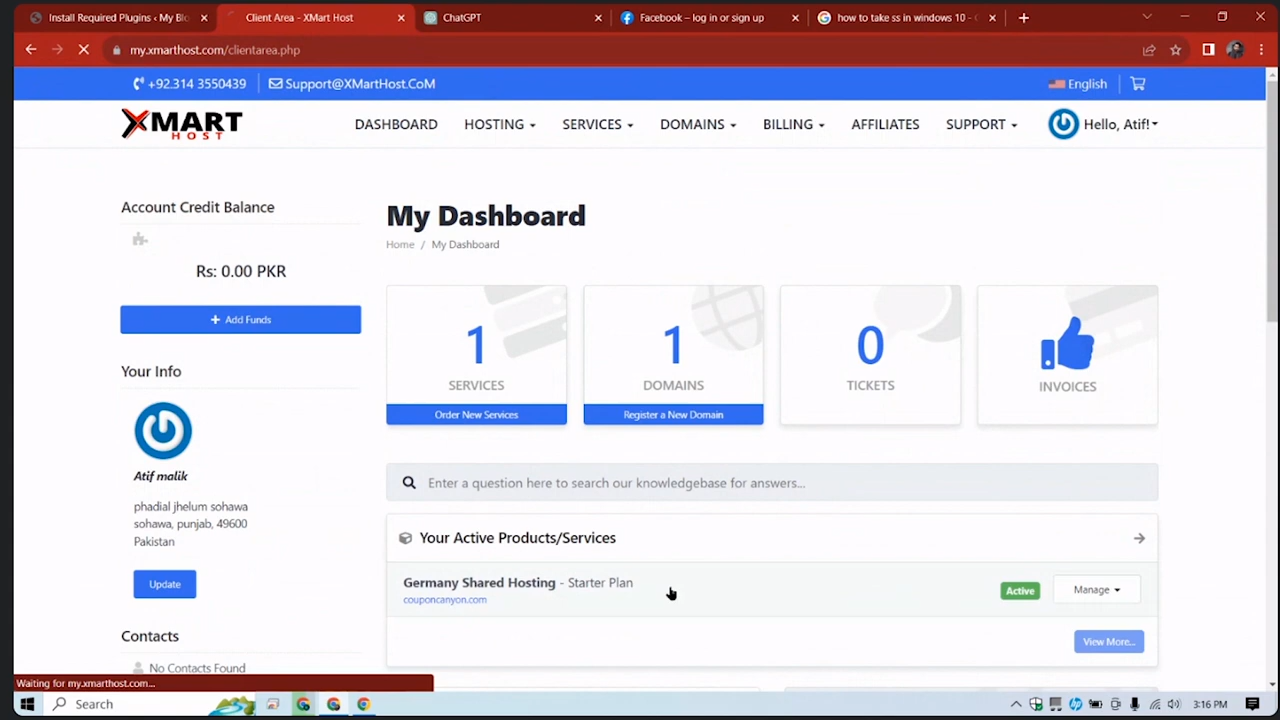 Install Required Plugins ‹ My Blo
Client Area - XMart Host
ChatGPT
Facebook – log in or sign up
how to take ss in windows 10 -
my.xmarthost.com/clientarea.php
+92.314 3550439
Support@XMartHost.CoM
English
XMART
HOST
DASHBOARD
HOSTING
SERVICES
DOMAINS
BILLING
AFFILIATES
SUPPORT
Hello, Atif!
Account Credit Balance
Rs: 0.00 PKR
+ Add Funds
Your Info
Atif malik
phadial jhelum sohawa
sohawa, punjab, 49600
Pakistan
Update
Contacts
No Contacts Found
My Dashboard
Home / My Dashboard
1
SERVICES
Order New Services
1
DOMAINS
Register a New Domain
0
TICKETS
INVOICES
Enter a question here to search our knowledgebase for answers...
Your Active Products/Services
Germany Shared Hosting - Starter Plan
couponcanyon.com
Active
Manage
View More...
Waiting for my.xmarthost.com...
Search
3:16 PM